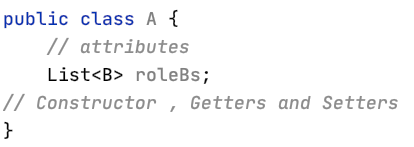 public class A {
// attributes
List<B> roleBs;
// Constructor , Getters and Setters
}